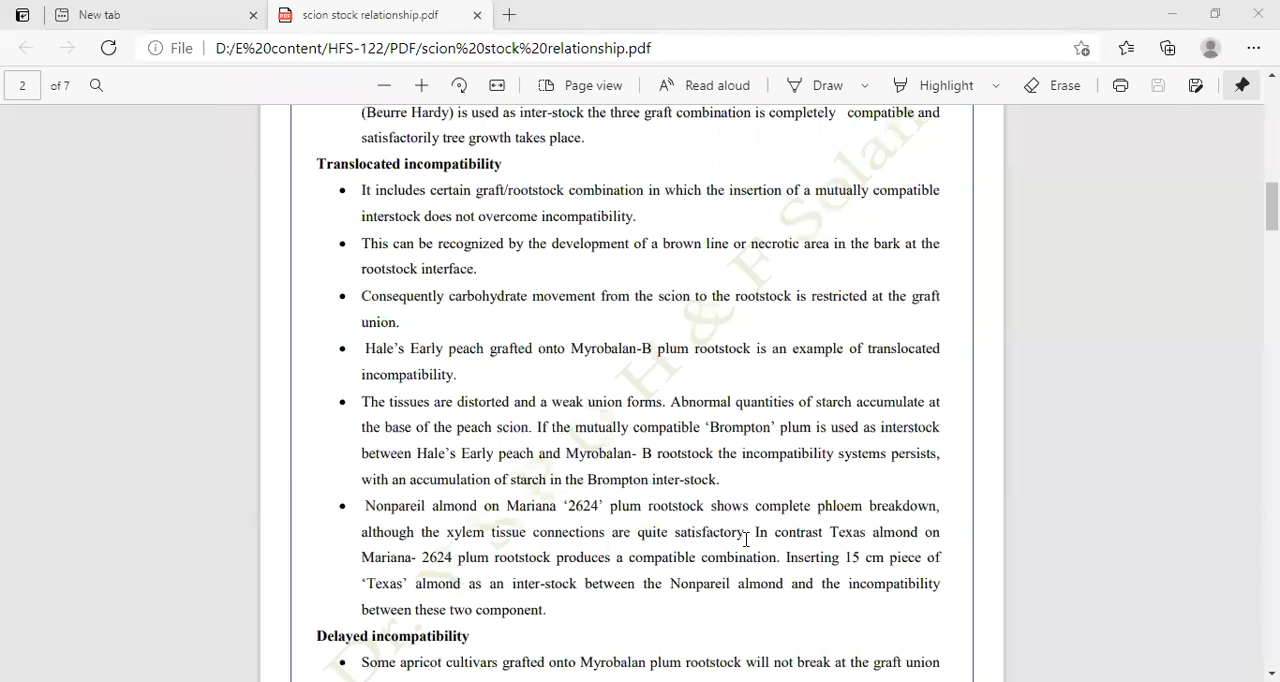 New tab
scion stock relationship.pdf
File
D:/E%20content/HFS-122/PDF/scion%20stock%20relationship.pdf
2 of 7
Page view
Read aloud
Draw
Highlight
Erase
(Beurre Hardy) is used as inter-stock the three graft combination is completely compatible and
satisfactorily tree growth takes place.
Translocated incompatibility
• It includes certain graft/rootstock combination in which the insertion of a mutually compatible
interstock does not overcome incompatibility.
• This can be recognized by the development of a brown line or necrotic area in the bark at the
rootstock interface.
• Consequently carbohydrate movement from the scion to the rootstock is restricted at the graft
union.
• Hale's Early peach grafted onto Myrobalan-B plum rootstock is an example of translocated
incompatibility.
• The tissues are distorted and a weak union forms. Abnormal quantities of starch accumulate at
the base of the peach scion. If the mutually compatible ‘Brompton’ plum is used as interstock
between Hale's Early peach and Myrobalan- B rootstock the incompatibility systems persists,
with an accumulation of starch in the Brompton inter-stock.
• Nonpareil almond on Mariana ‘2624’ plum rootstock shows complete phloem breakdown,
although the xylem tissue connections are quite satisfactory. In contrast Texas almond on
Mariana- 2624 plum rootstock produces a compatible combination. Inserting 15 cm piece of
‘Texas’ almond as an inter-stock between the Nonpareil almond and the incompatibility
between these two component.
Delayed incompatibility
• Some apricot cultivars grafted onto Myrobalan plum rootstock will not break at the graft union